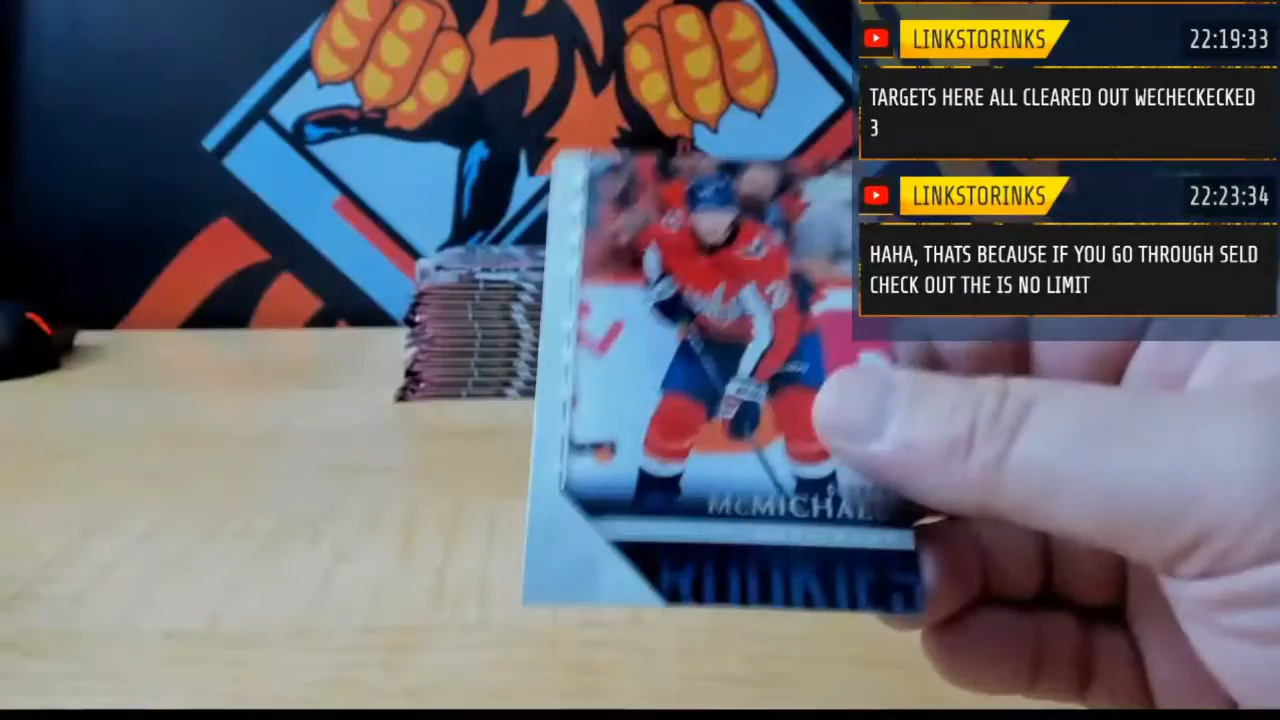 LINKSTORINKS 22:19:33
TARGETS HERE ALL CLEARED OUT WECHECKECKED
3
LINKSTORINKS 22:23:34
HAHA, THATS BECAUSE IF YOU GO THROUGH SELD
CHECK OUT THE IS NO LIMIT
McMICHAEL
ROOKIES